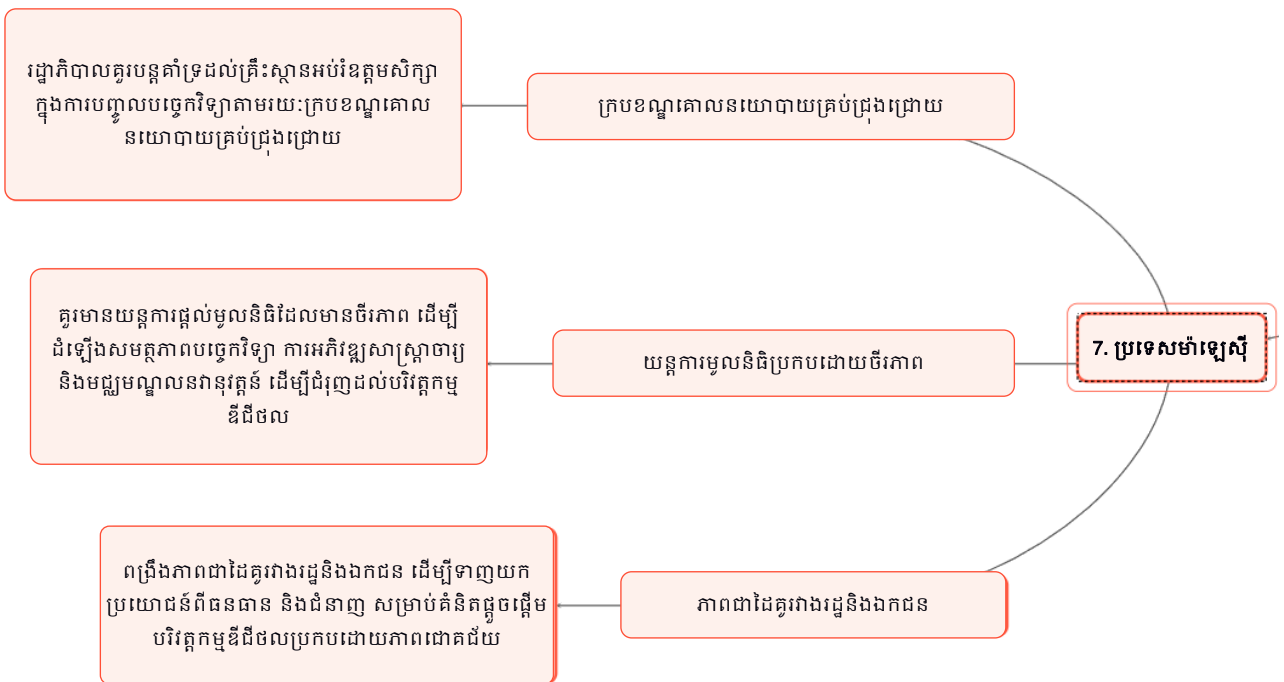 រដ្ឋាភិបាលគួរបន្តគាំទ្រដល់គ្រឹះស្ថានអប់រំឧត្តមសិក្សា
ក្នុងការបញ្ចូលបច្ចេកវិទ្យាតាមរយៈក្របខណ្ឌគោល
នយោបាយគ្រប់ជ្រុងជ្រោយ
ក្របខណ្ឌគោលនយោបាយគ្រប់ជ្រុងជ្រោយ
គួរមានយន្តការផ្តល់មូលនិធិដែលមានចីរភាព ដើម្បី
ដំឡើងសមត្ថភាពបច្ចេកវិទ្យា ការអភិវឌ្ឍសាស្ត្រាចារ្យ
និងមជ្ឈមណ្ឌលនវានុវត្តន៍ ដើម្បីជំរុញដល់បរិវត្តកម្ម
ឌីជីថល
យន្តការមូលនិធិប្រកបដោយចីរភាព
7. ប្រទេសម៉ាឡេស៊ី
ពង្រឹងភាពជាដៃគូរវាងរដ្ឋនិងឯកជន ដើម្បីទាញយក
ប្រយោជន៍ពីធនធាន និងជំនាញ សម្រាប់គំនិតផ្តួចផ្តើម
បរិវត្តកម្មឌីជីថលប្រកបដោយភាពជោគជ័យ
ភាពជាដៃគូរវាងរដ្ឋនិងឯកជន